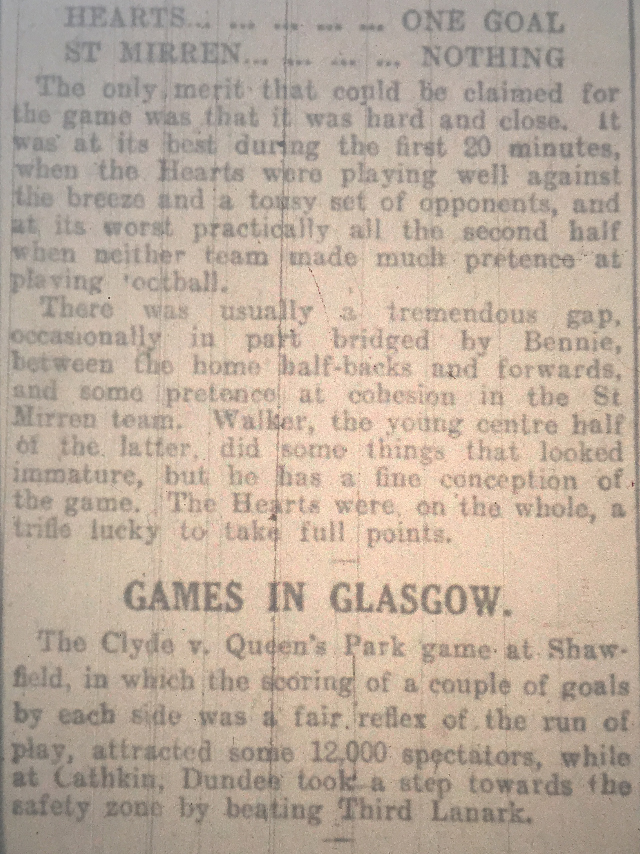 HEARTS... ... ... ... ... ONE GOAL
ST MIRREN... ... ... ... NOTHING
The only merit that could be claimed for
the game was that it was hard and close. It
was at its best during the first 20 minutes,
when the Hearts were playing well against
the breeze and a tousy set of opponents, and
at its worst practically all the second half
when neither team made much pretence at
playing football.
There was usually a tremendous gap,
occasionally in part bridged by Bennie,
between the home half-backs and forwards,
and some pretence at cohesion in the St
Mirren team. Walker, the young centre half
of the latter, did some things that looked
immature, but he has a fine conception of
the game. The Hearts were, on the whole, a
trifle lucky to take full points.
GAMES IN GLASGOW.
The Clyde v. Queen's Park game at Shaw-
field, in which the scoring of a couple of goals
by each side was a fair reflex of the run of
play, attracted some 12,000 spectators, while
at Cathkin, Dundee took a step towards the
safety zone by beating Third Lanark.